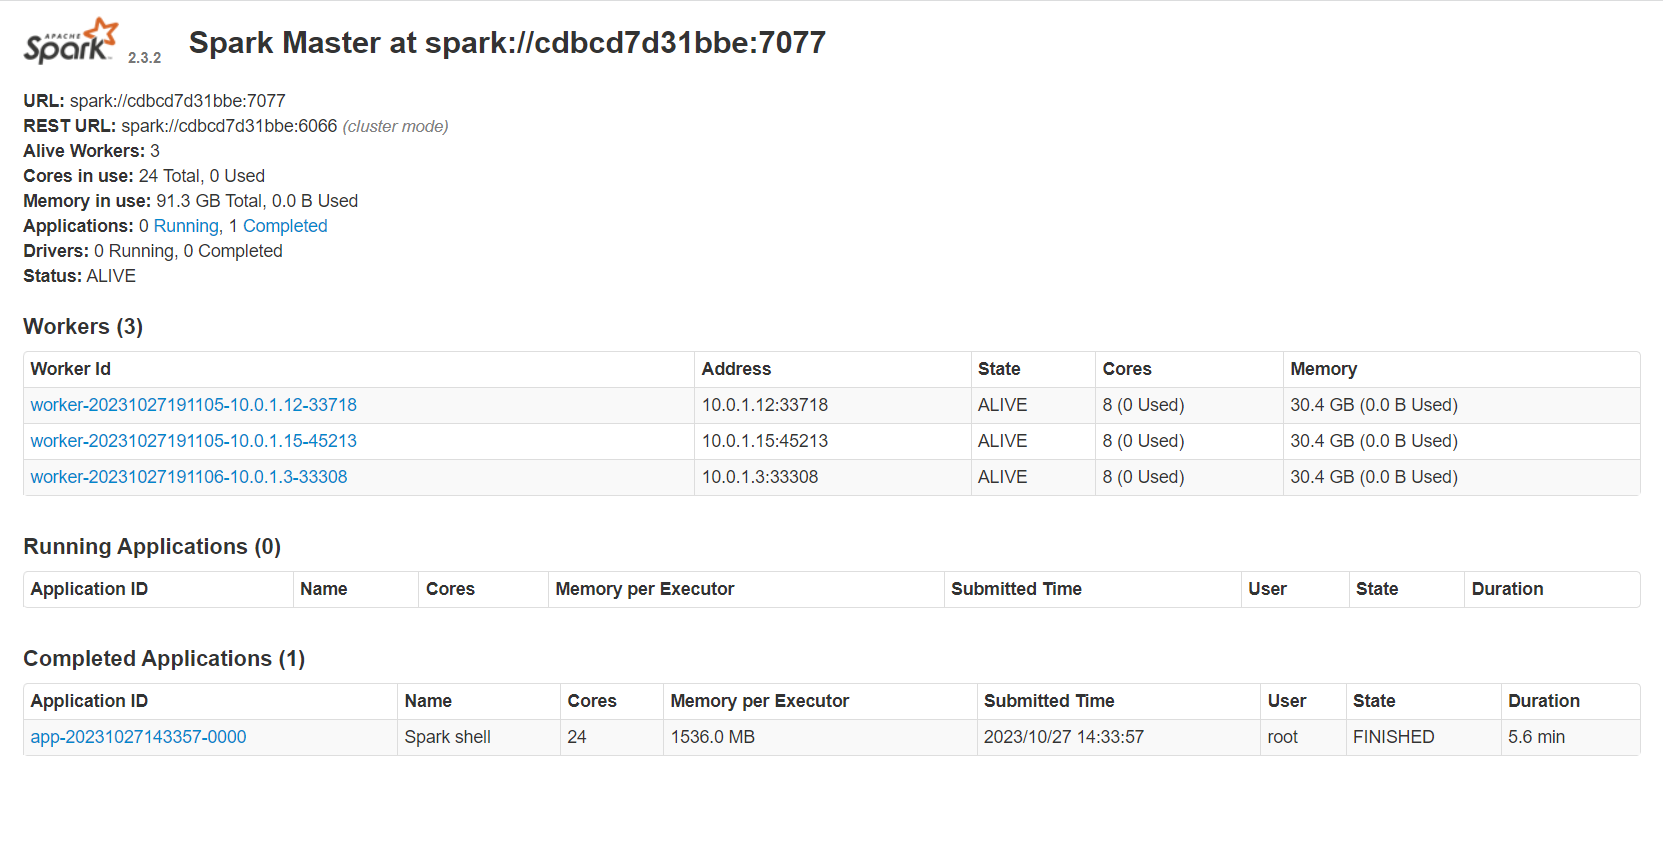 APACHE
Spark 2.3.2 Spark Master at spark://cdbcd7d31bbe:7077
URL: spark://cdbcd7d31bbe:7077
REST URL: spark://cdbcd7d31bbe:6066 (cluster mode)
Alive Workers: 3
Cores in use: 24 Total, 0 Used
Memory in use: 91.3 GB Total, 0.0 B Used
Applications: 0 Running, 1 Completed
Drivers: 0 Running, 0 Completed
Status: ALIVE
Workers (3)
Worker Id Address State Cores Memory
worker-20231027191105-10.0.1.12-33718 10.0.1.12:33718 ALIVE 8 (0 Used) 30.4 GB (0.0 B Used)
worker-20231027191105-10.0.1.15-45213 10.0.1.15:45213 ALIVE 8 (0 Used) 30.4 GB (0.0 B Used)
worker-20231027191106-10.0.1.3-33308 10.0.1.3:33308 ALIVE 8 (0 Used) 30.4 GB (0.0 B Used)
Running Applications (0)
Application ID Name Cores Memory per Executor Submitted Time User State Duration
Completed Applications (1)
Application ID Name Cores Memory per Executor Submitted Time User State Duration
app-20231027143357-0000 Spark shell 24 1536.0 MB 2023/10/27 14:33:57 root FINISHED 5.6 min